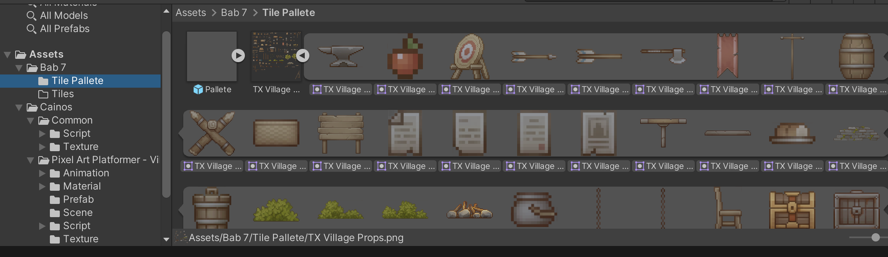 All Materials
All Models
All Prefabs
Assets
Bab 7
Tile Pallete
Tiles
Cainos
Common
Script
Texture
Pixel Art Platformer - Vi
Animation
Material
Prefab
Scene
Script
Texture
Assets > Bab 7 > Tile Pallete
Pallete TX Village ... TX Village ... TX Village ... TX Village ... TX Village ... TX Village ... TX Village ... TX Village ... TX Village ... TX Village ...
TX Village ... TX Village ... TX Village ... TX Village ... TX Village ... TX Village ... TX Village ... TX Village ... TX Village ... TX Village ... TX Village ...
Assets/Bab 7/Tile Pallete/TX Village Props.png